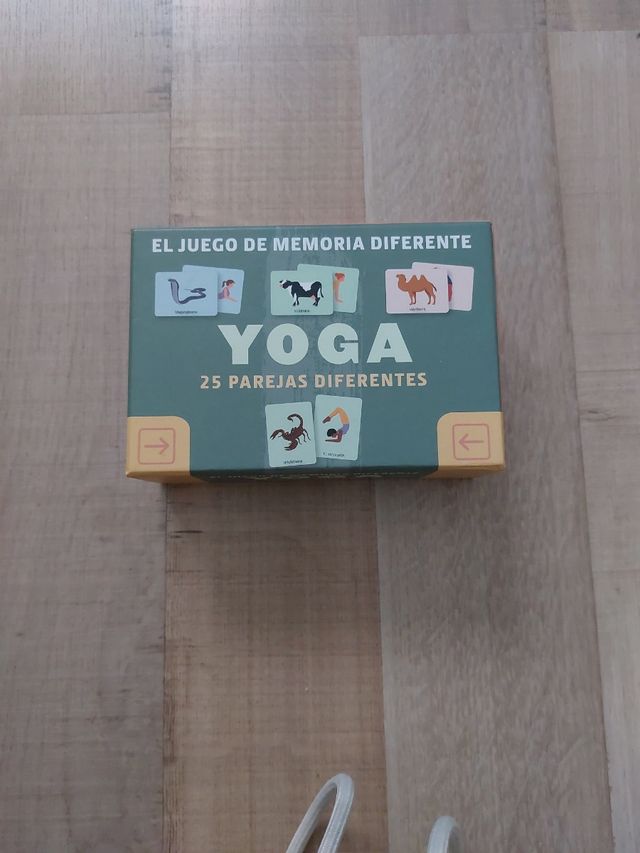 EL JUEGO DE MEMORIA DIFERENTE
YOGA
25 PAREJAS DIFERENTES